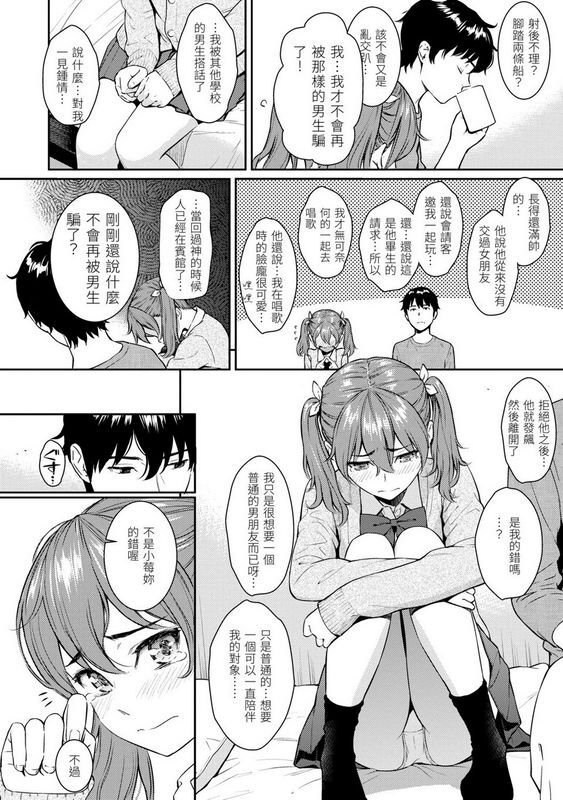 射後不理？
腳踏兩條船？
該不會又是
亂交趴…
我…我才不會再
被那樣的男生騙
了！
…我被其他學校
的男生搭話了
說什麼…對我
一見鍾情…
長得還滿帥
的…
他說他從來沒有
交過女朋友
還說會請客
邀我一起玩
還…還說這
是他畢生的
請求…所以
我才無可奈
何的一起去
唱歌
他還說…我在唱歌
時的臉龐很可愛…
…當回過神的時候
人已經在賓館了…
剛剛還說什麼
不會再被男生
騙了？
拒絕他之後…
他就發飆
然後離開了
是我的錯嗎
…？
我只是很想要一個
普通的男朋友而已呀…
只是普通的…想要
一個可以一直陪伴
我的對象……
ぐすっ…
不是小莓妳
的錯喔
不過